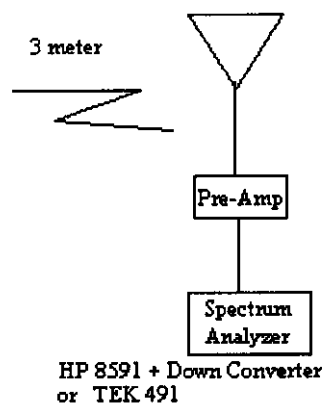 3 meter
Pre-Amp
Spectrum
Analyzer
HP 8591 + Down Converter
or TEK 491